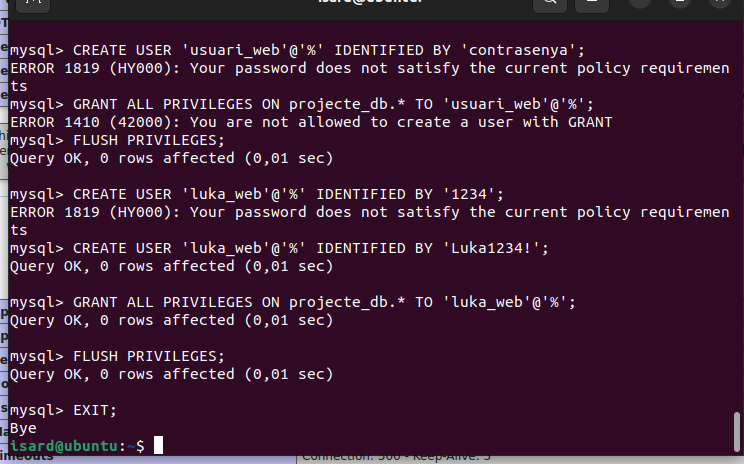 isard@ubuntu: ~
mysql> CREATE USER 'usuari_web'@'%' IDENTIFIED BY 'contrasenya';
ERROR 1819 (HY000): Your password does not satisfy the current policy requiremen
ts
mysql> GRANT ALL PRIVILEGES ON projecte_db.* TO 'usuari_web'@'%';
ERROR 1410 (42000): You are not allowed to create a user with GRANT
mysql> FLUSH PRIVILEGES;
Query OK, 0 rows affected (0,01 sec)
mysql> CREATE USER 'luka_web'@'%' IDENTIFIED BY '1234';
ERROR 1819 (HY000): Your password does not satisfy the current policy requiremen
ts
mysql> CREATE USER 'luka_web'@'%' IDENTIFIED BY 'Luka1234!';
Query OK, 0 rows affected (0,01 sec)
mysql> GRANT ALL PRIVILEGES ON projecte_db.* TO 'luka_web'@'%';
Query OK, 0 rows affected (0,01 sec)
mysql> FLUSH PRIVILEGES;
Query OK, 0 rows affected (0,01 sec)
mysql> EXIT;
Bye
isard@ubuntu:~$
imeouts Connection: 300 - Keep-Alive: 5